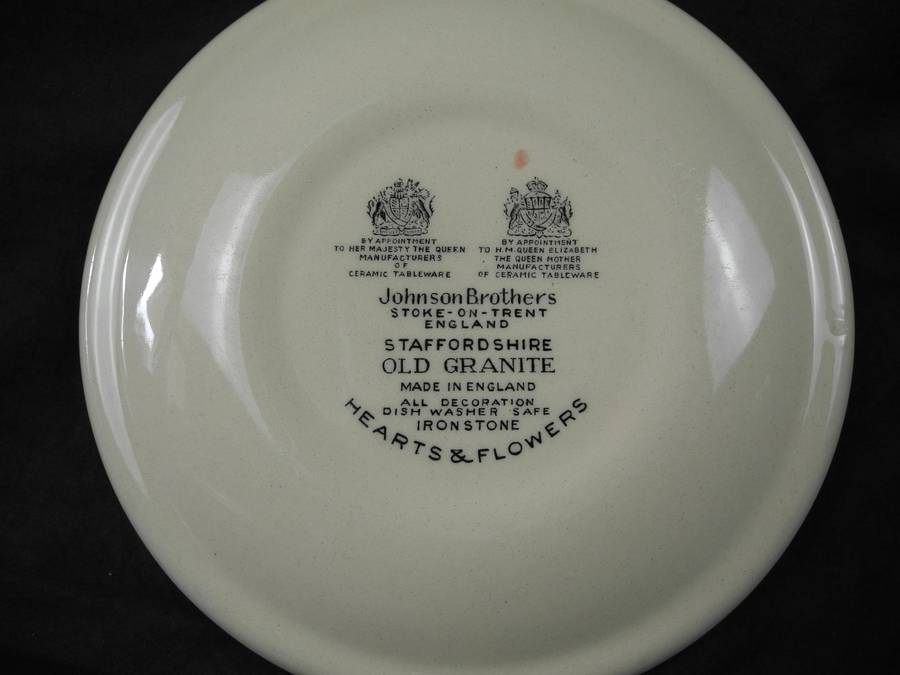 BY APPOINTMENT
TO HER MAJESTY THE QUEEN
MANUFACTURERS
OF
CERAMIC TABLEWARE
BY APPOINTMENT
TO H.M. QUEEN ELIZABETH
THE QUEEN MOTHER
MANUFACTURERS
OF CERAMIC TABLEWARE
Johnson Brothers
STOKE-ON-TRENT
ENGLAND
STAFFORDSHIRE
OLD GRANITE
MADE IN ENGLAND
ALL DECORATION
DISH WASHER SAFE
IRONSTONE
HEARTS & FLOWERS